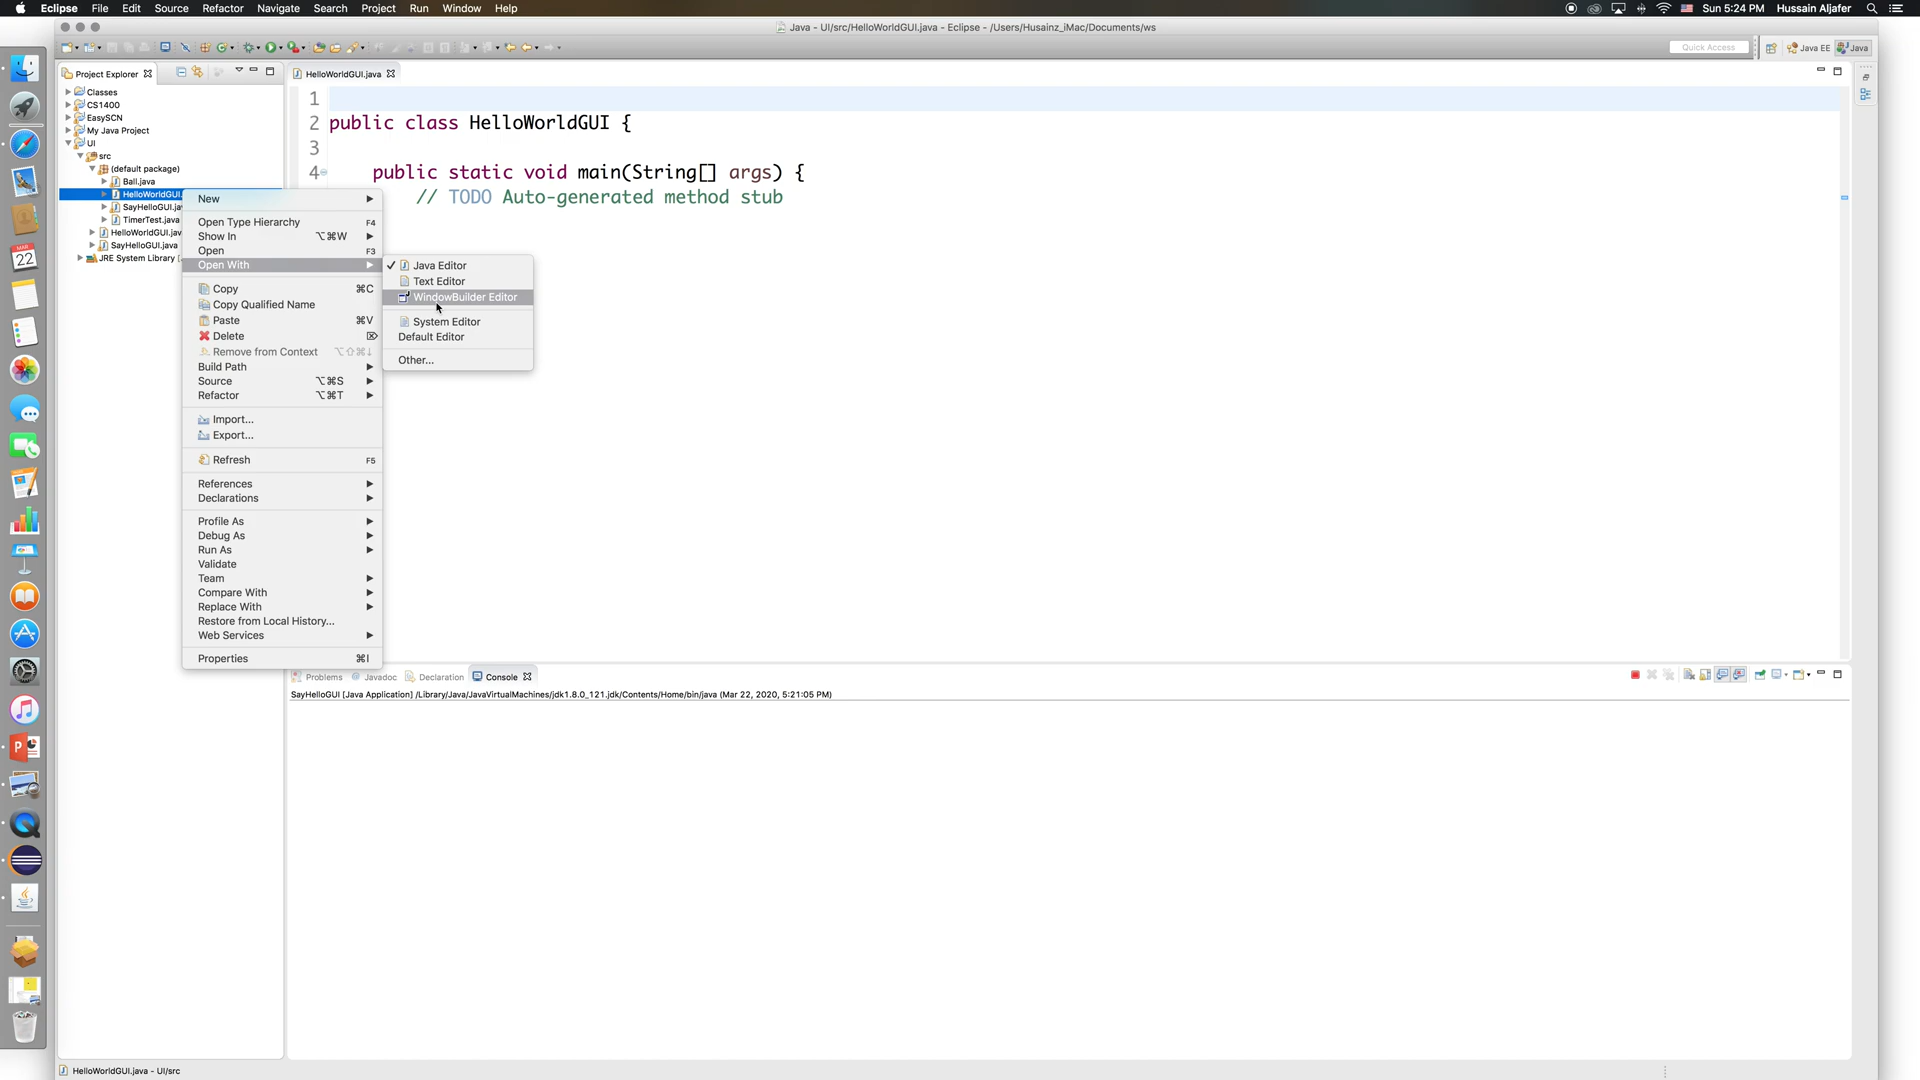 Eclipse File Edit Source Refactor Navigate Search Project Run Window Help
Sun 5:24 PM Hussain Aljafer
Java - UI/src/HelloWorldGUI.java - Eclipse - /Users/Husainz_iMac/Documents/ws
Quick Access
Java EE
Java
Project Explorer
Classes
CS1400
EasySCN
My Java Project
UI
src
(default package)
Ball.java
HelloWorldGUI.
SayHelloGUI.ja
TimerTest.java
HelloWorldGUI.jav
SayHelloGUI.java
JRE System Library
HelloWorldGUI.java
1
2 public class HelloWorldGUI {
3
4 public static void main(String[] args) {
// TODO Auto-generated method stub
New
Open Type Hierarchy F4
Show In ⌥⌘W
Open F3
Open With
Copy ⌘C
Copy Qualified Name
Paste ⌘V
Delete ⌦
Remove from Context ⌥⇧⌘↓
Build Path
Source ⌥⌘S
Refactor ⌥⌘T
Import...
Export...
Refresh F5
References
Declarations
Profile As
Debug As
Run As
Validate
Team
Compare With
Replace With
Restore from Local History...
Web Services
Properties ⌘I
✓ Java Editor
Text Editor
WindowBuilder Editor
System Editor
Default Editor
Other...
Problems
@ Javadoc
Declaration
Console
SayHelloGUI [Java Application] /Library/Java/JavaVirtualMachines/jdk1.8.0_121.jdk/Contents/Home/bin/java (Mar 22, 2020, 5:21:05 PM)
MAR
22
HelloWorldGUI.java - UI/src